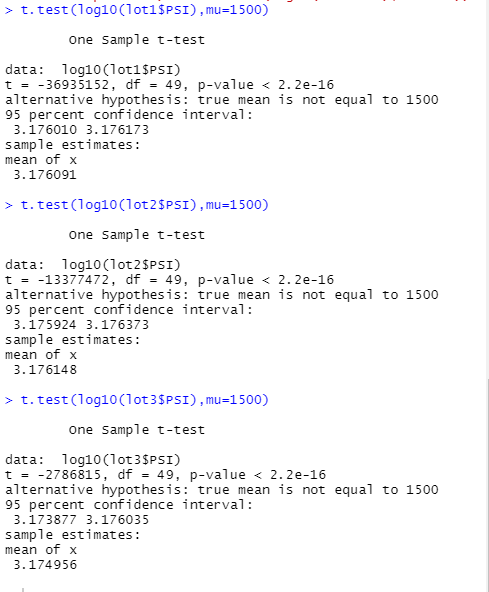 > t.test(log10(lot1$PSI),mu=1500)
One Sample t-test
data: log10(lot1$PSI)
t = -36935152, df = 49, p-value < 2.2e-16
alternative hypothesis: true mean is not equal to 1500
95 percent confidence interval:
3.176010 3.176173
sample estimates:
mean of x
3.176091
> t.test(log10(lot2$PSI),mu=1500)
One Sample t-test
data: log10(lot2$PSI)
t = -13377472, df = 49, p-value < 2.2e-16
alternative hypothesis: true mean is not equal to 1500
95 percent confidence interval:
3.175924 3.176373
sample estimates:
mean of x
3.176148
> t.test(log10(lot3$PSI),mu=1500)
One Sample t-test
data: log10(lot3$PSI)
t = -2786815, df = 49, p-value < 2.2e-16
alternative hypothesis: true mean is not equal to 1500
95 percent confidence interval:
3.173877 3.176035
sample estimates:
mean of x
3.174956